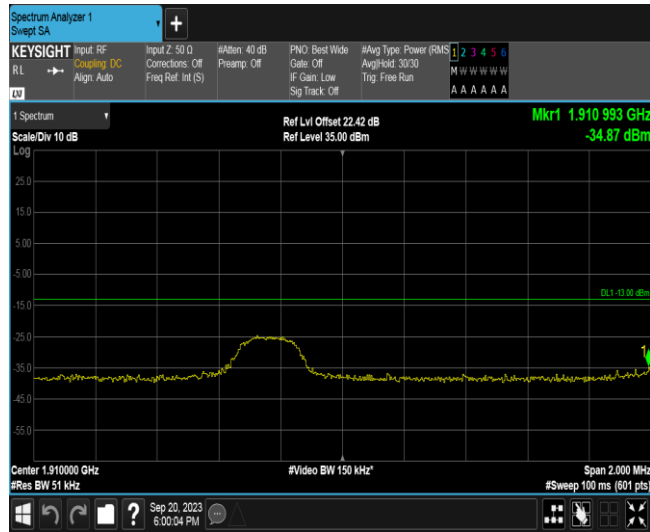 Spectrum Analyzer 1
Swept SA
KEYSIGHT
RL
LXI
Input: RF
Coupling: DC
Align: Auto
Input Z: 50 Ω
Corrections: Off
Freq Ref: Int (S)
#Atten: 40 dB
Preamp: Off
PNO: Best Wide
Gate: Off
IF Gain: Low
Sig Track: Off
#Avg Type: Power (RMS
Avg|Hold: 30/30
Trig: Free Run
1 2 3 4 5 6
M W W W W W
A A A A A A
1 Spectrum
Scale/Div 10 dB
Ref Lvl Offset 22.42 dB
Ref Level 35.00 dBm
Mkr1 1.910 993 GHz
-34.87 dBm
Log
25.0
15.0
5.00
-5.00
DL1 -13.00 dBm
-15.0
-25.0
1
-35.0
-45.0
-55.0
Center 1.910000 GHz
#Video BW 150 kHz*
Span 2.000 MHz
#Res BW 51 kHz
#Sweep 100 ms (601 pts)
?
Sep 20, 2023
6:00:04 PM